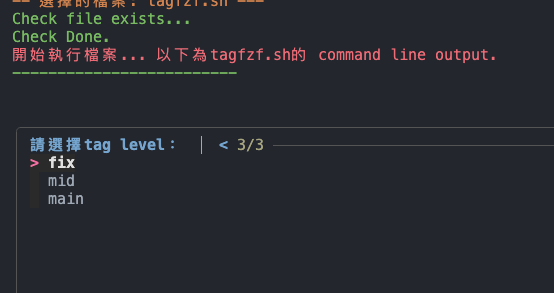 == 選擇的檔案: tagfzf.sh ===
Check file exists...
Check Done.
開始執行檔案... 以下為tagfzf.sh的 command line output.
-------------------------
請選擇tag level： < 3/3
> fix
mid
main